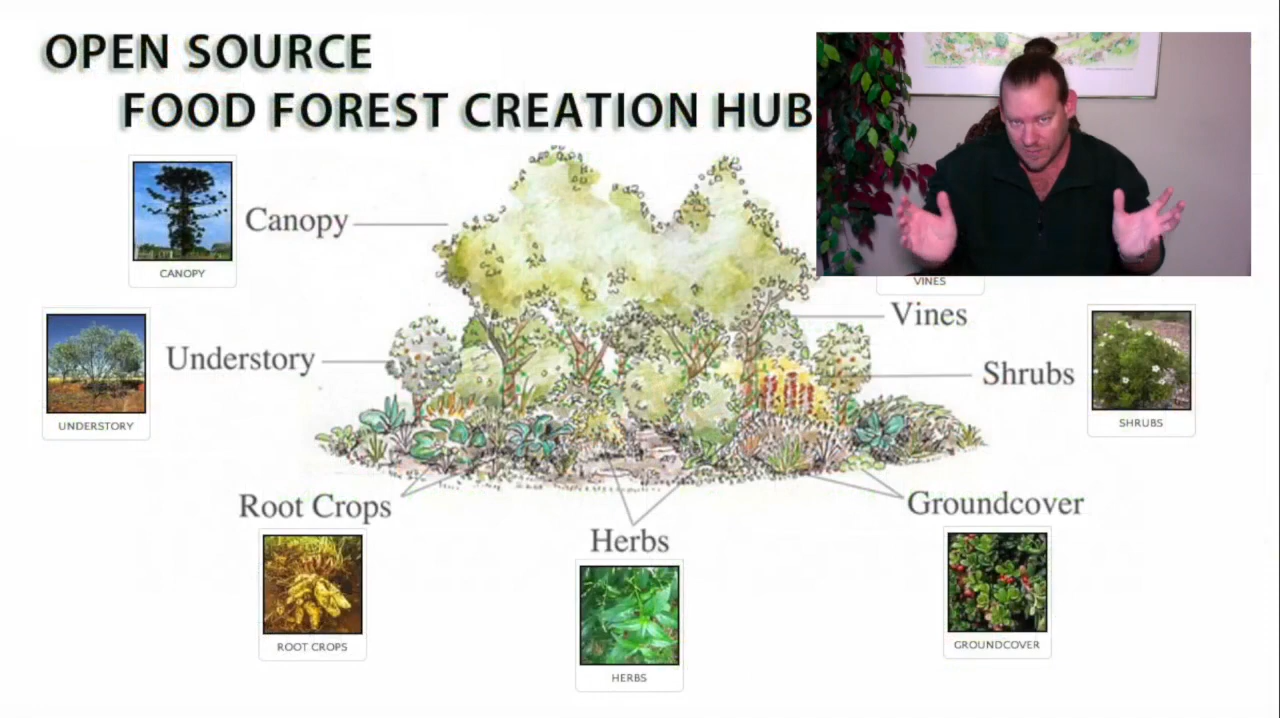 OPEN SOURCE
FOOD FOREST CREATION HUB
CANOPY
Canopy
VINES
Vines
UNDERSTORY
Understory
Shrubs
SHRUBS
Root Crops
ROOT CROPS
Herbs
HERBS
Groundcover
GROUNDCOVER